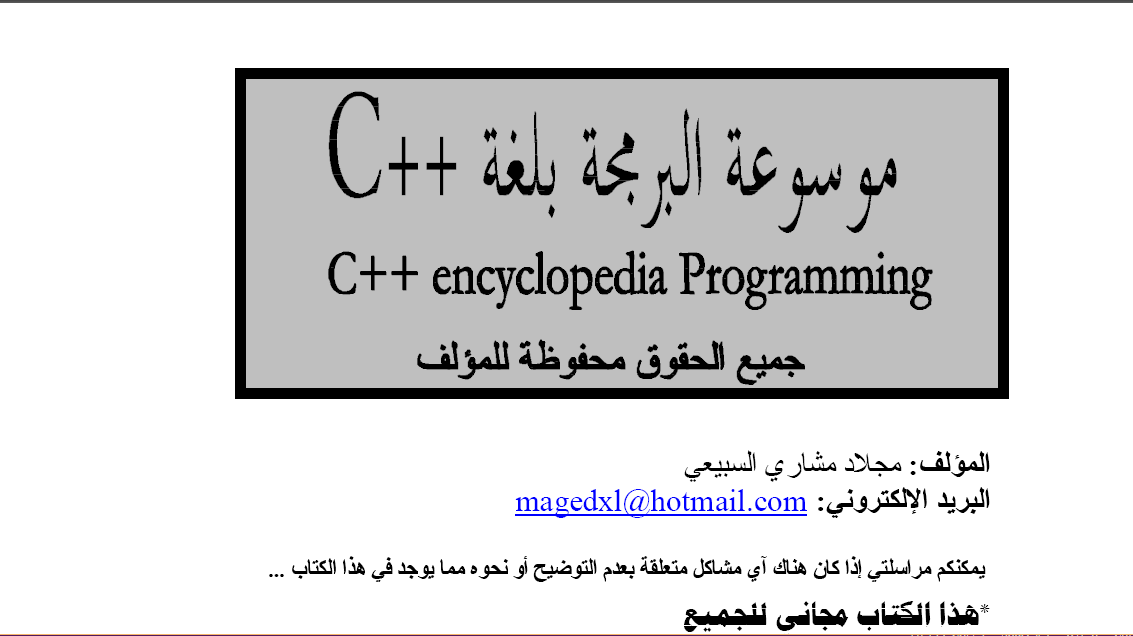 موسوعة البرمجة بلغة C++
C++ encyclopedia Programming
جميع الحقوق محفوظة للمؤلف
المؤلف: مجلاد مشاري السبيعي
البريد الإلكتروني: magedxl@hotmail.com
يمكنكم مراسلتي إذا كان هناك آي مشاكل متعلقة بعدم التوضيح أو نحوه مما يوجد في هذا الكتاب ...
*هذا الكتاب مجاني للجميع